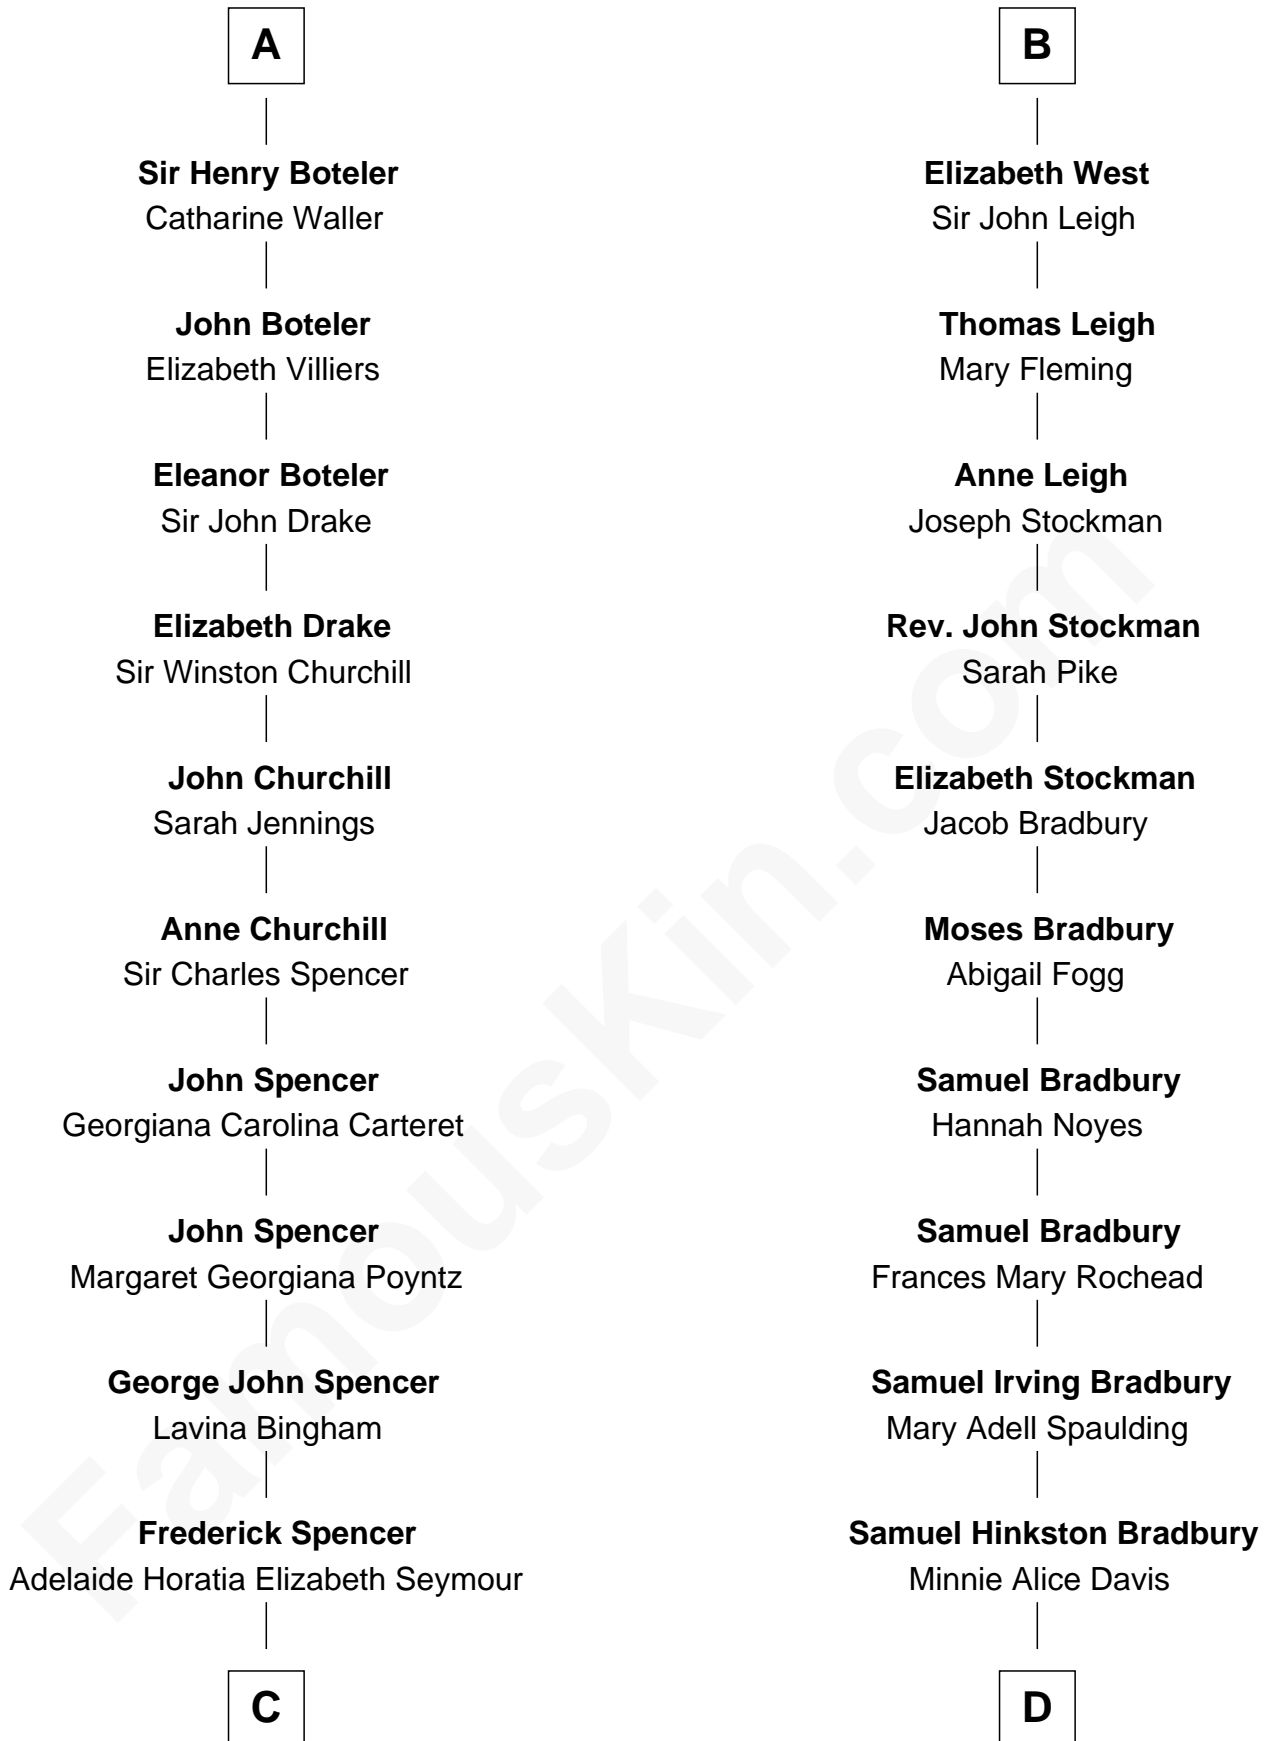 A
Sir Henry Boteler
Catharine Waller
John Boteler
Elizabeth Villiers
Eleanor Boteler
Sir John Drake
Elizabeth Drake
Sir Winston Churchill
John Churchill
Sarah Jennings
Anne Churchill
Sir Charles Spencer
John Spencer
Georgiana Carolina Carteret
John Spencer
Margaret Georgiana Poyntz
George John Spencer
Lavina Bingham
Frederick Spencer
Adelaide Horatia Elizabeth Seymour
C
B
Elizabeth West
Sir John Leigh
Thomas Leigh
Mary Fleming
Anne Leigh
Joseph Stockman
Rev. John Stockman
Sarah Pike
Elizabeth Stockman
Jacob Bradbury
Moses Bradbury
Abigail Fogg
Samuel Bradbury
Hannah Noyes
Samuel Bradbury
Frances Mary Rochead
Samuel Irving Bradbury
Mary Adell Spaulding
Samuel Hinkston Bradbury
Minnie Alice Davis
D
FamousKin.com